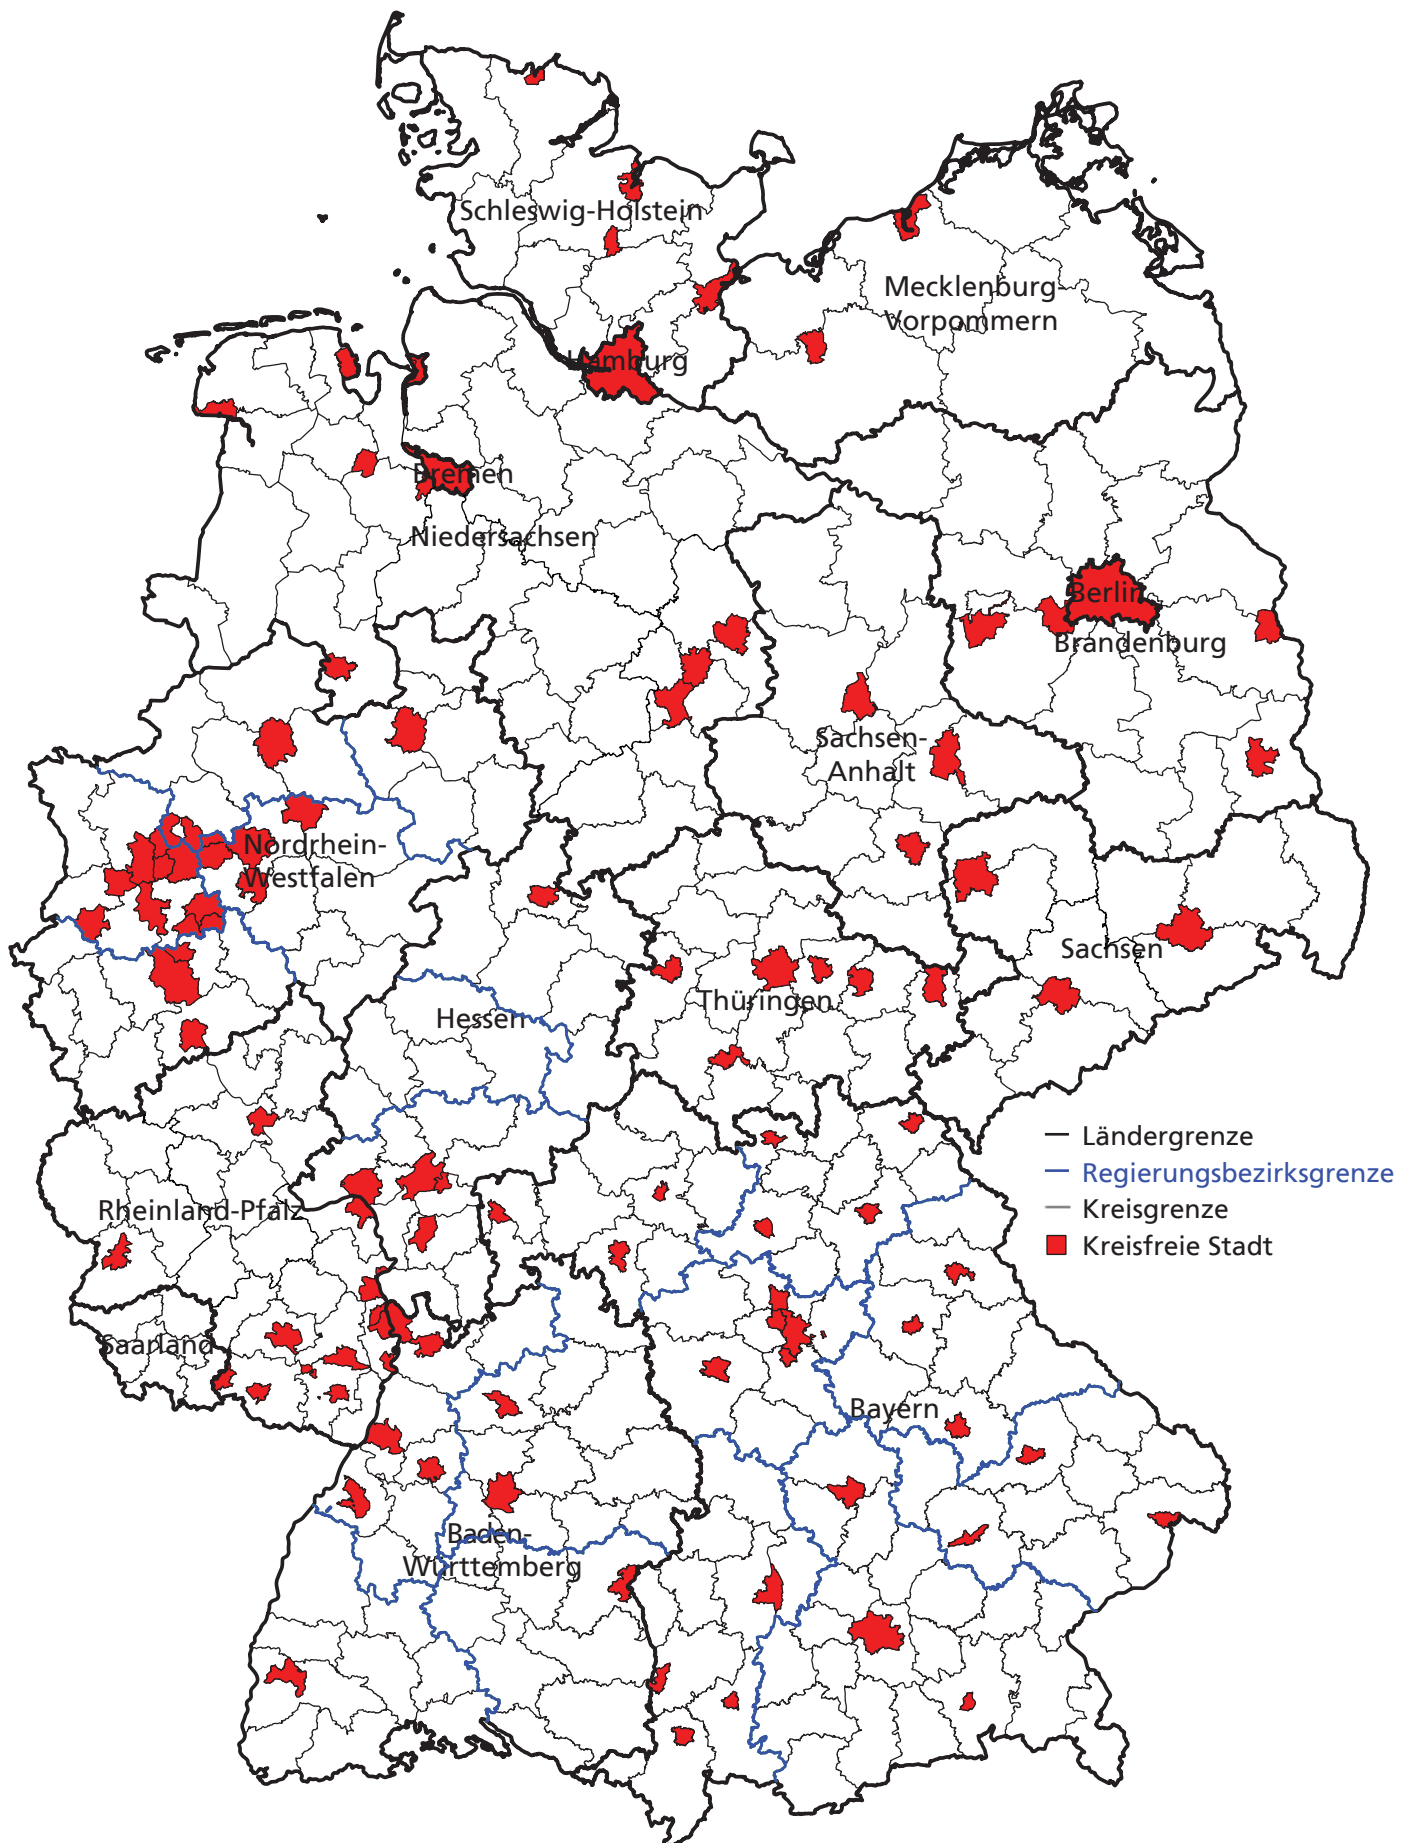 Schleswig-Holstein
Mecklenburg-
Vorpommern
Hamburg
Bremen
Niedersachsen
Berlin
Brandenburg
Sachsen-
Anhalt
Nordrhein-
Westfalen
Sachsen
Thüringen
Hessen
Ländergrenze
Regierungsbezirksgrenze
Kreisgrenze
Kreisfreie Stadt
Rheinland-Pfalz
Saarland
Bayern
Baden-
Württemberg